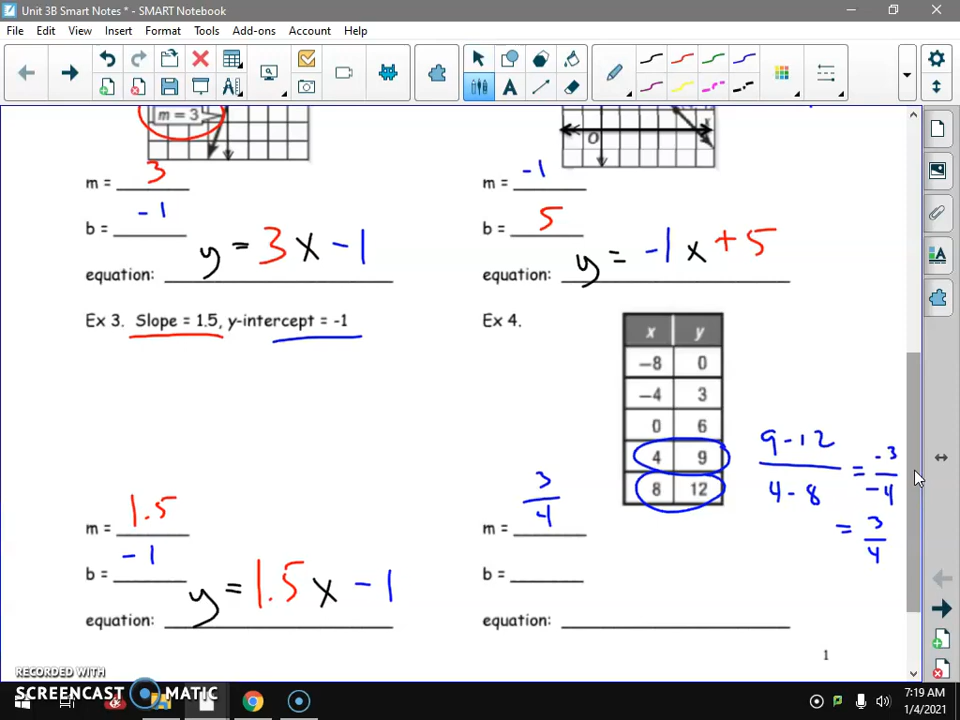 Unit 3B Smart Notes * - SMART Notebook
File Edit View Insert Format Tools Add-ons Account Help
m = 3
O
x
m = 3
b = -1
equation: y = 3x - 1
m = -1
b = 5
equation: y = -1x + 5
Ex 3. Slope = 1.5, y-intercept = -1
m = 1.5
b = -1
equation: y = 1.5x - 1
Ex 4.
x y
-8 0
-4 3
0 6
4 9
8 12
9-12 / 4-8 = -3 / -4
= 3/4
m = 3/4
b =
equation:
1
RECORDED WITH
SCREENCAST MATIC
7:19 AM
1/4/2021